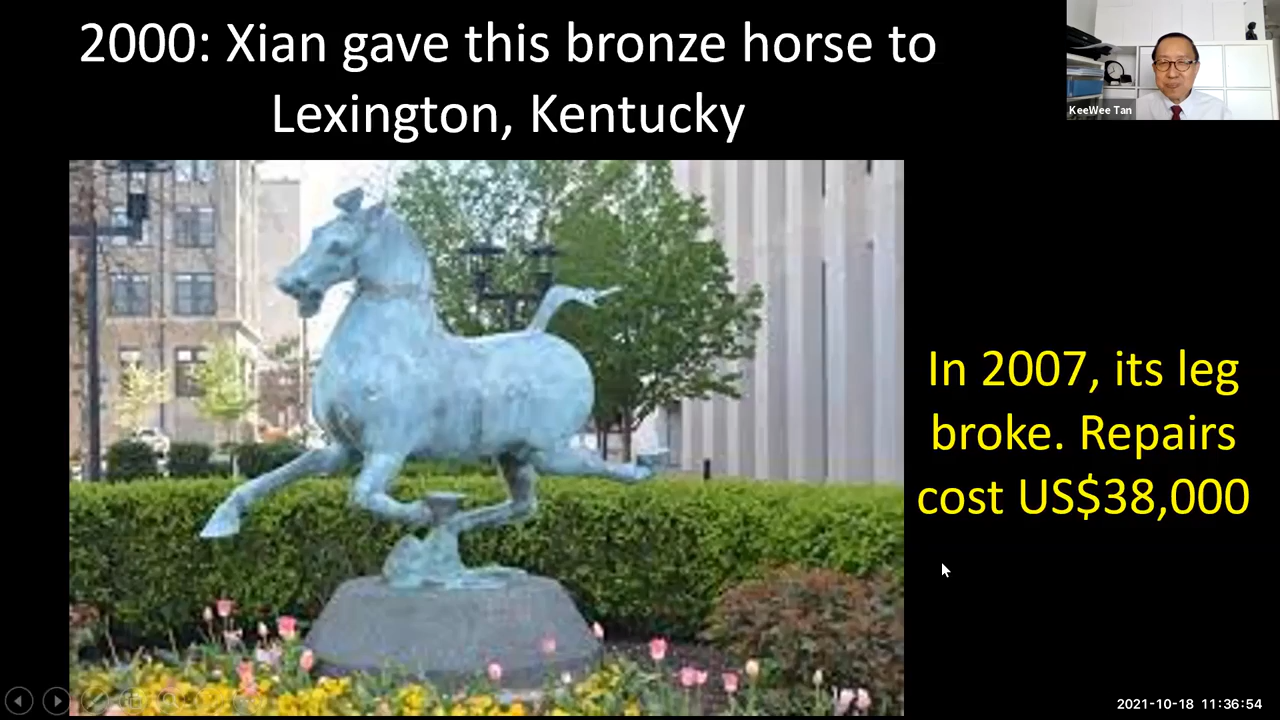 2000: Xian gave this bronze horse to
Lexington, Kentucky
KeeWee Tan
In 2007, its leg
broke. Repairs
cost US$38,000
2021-10-18 11:36:54